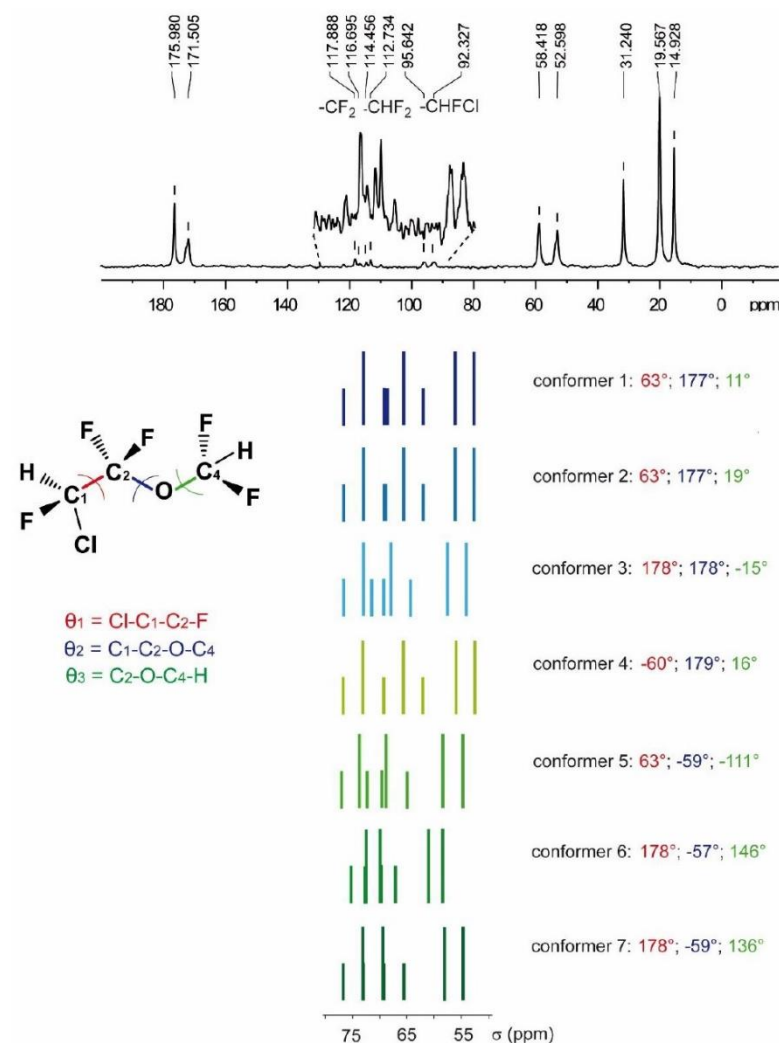 175.980
171.505
117.888
116.695
114.456
112.734
95.642
92.327
58.418
52.598
31.240
19.567
14.928
-CF2 -CHF2 -CHFCl
180 160 140 120 100 80 60 40 20 0 ppm
conformer 1: 63°; 177°; 11°
F F F H
H C1 C2 O C4 F
F Cl
conformer 2: 63°; 177°; 19°
conformer 3: 178°; 178°; -15°
θ1 = Cl-C1-C2-F
θ2 = C1-C2-O-C4
θ3 = C2-O-C4-H
conformer 4: -60°; 179°; 16°
conformer 5: 63°; -59°; -111°
conformer 6: 178°; -57°; 146°
conformer 7: 178°; -59°; 136°
75 65 55 σ (ppm)